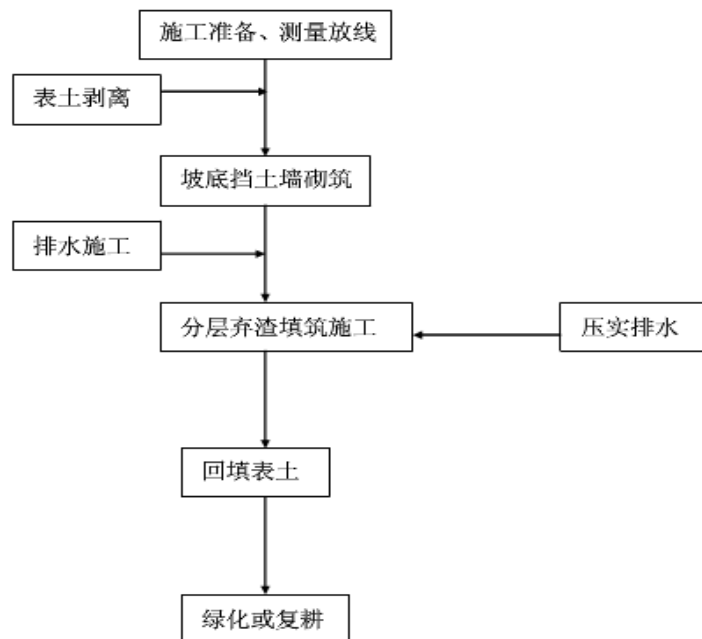 施工准备、测量放线
表土剥离
坡底挡土墙砌筑
排水施工
分层弃渣填筑施工
压实排水
回填表土
绿化或复耕